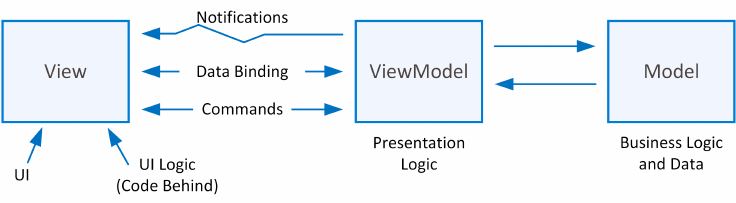 Notifications
View
Data Binding
ViewModel
Model
Commands
Presentation
Logic
Business Logic
and Data
UI
UI Logic
(Code Behind)